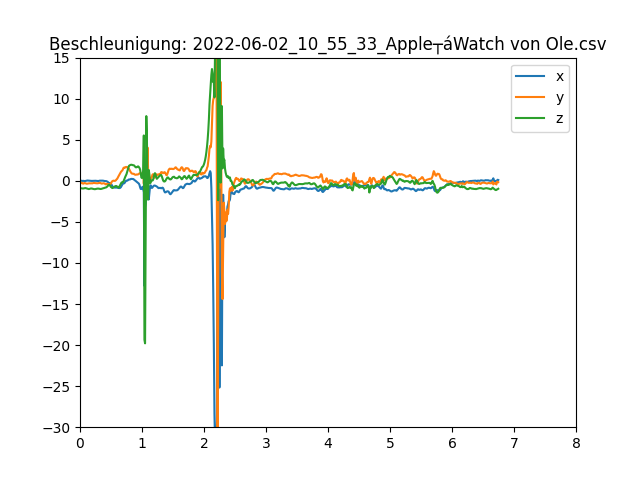 Beschleunigung: 2022-06-02_10_55_33_Apple┬áWatch von Ole.csv
15
10
5
0
−5
−10
−15
−20
−25
−30
x
y
z
0 1 2 3 4 5 6 7 8